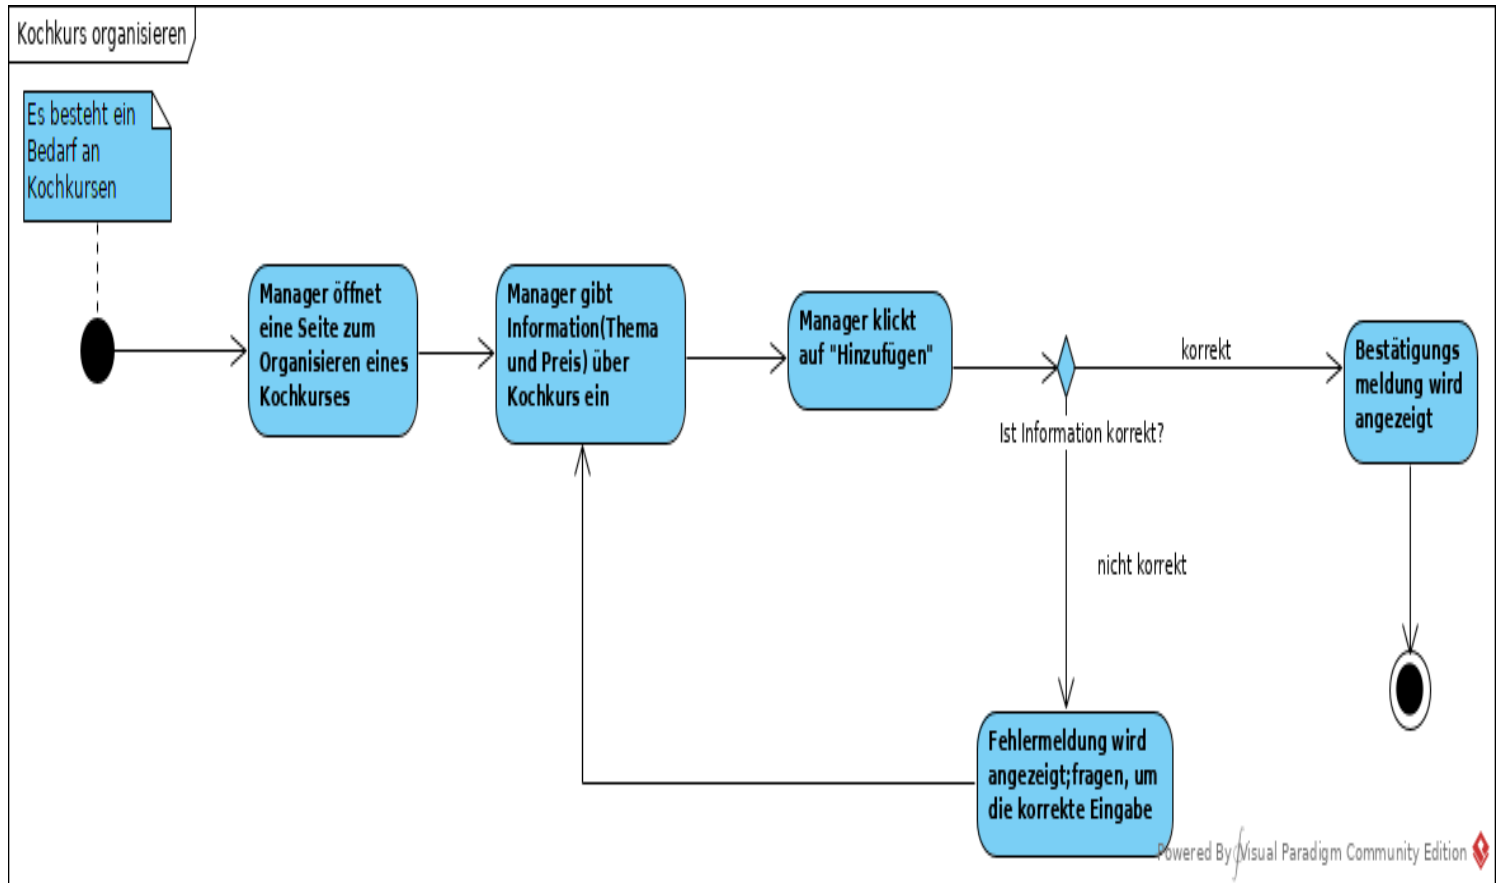 Kochkurs organisieren
Es besteht ein
Bedarf an
Kochkursen
Manager öffnet
eine Seite zum
Organisieren eines
Kochkurses
Manager gibt
Information(Thema
und Preis) über
Kochkurs ein
Manager klickt
auf "Hinzufügen"
korrekt
Ist Information korrekt?
Bestätigungs
meldung wird
angezeigt
nicht korrekt
Fehlermeldung wird
angezeigt;fragen, um
die korrekte Eingabe
Powered By Visual Paradigm Community Edition